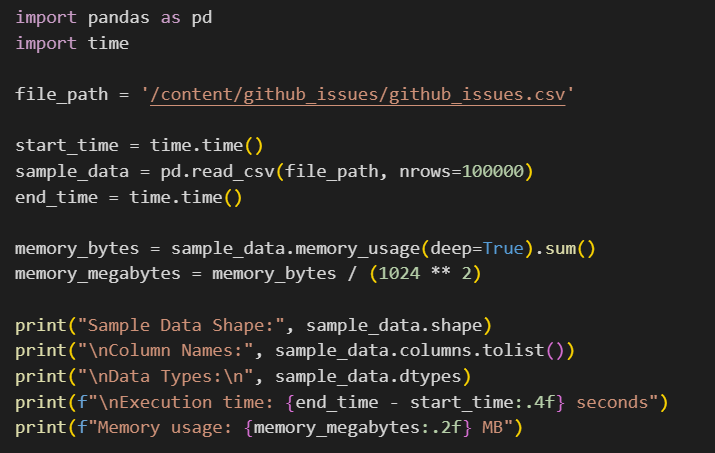 import pandas as pd
import time
file_path = '/content/github_issues/github_issues.csv'
start_time = time.time()
sample_data = pd.read_csv(file_path, nrows=100000)
end_time = time.time()
memory_bytes = sample_data.memory_usage(deep=True).sum()
memory_megabytes = memory_bytes / (1024 ** 2)
print("Sample Data Shape:", sample_data.shape)
print("\nColumn Names:", sample_data.columns.tolist())
print("\nData Types:\n", sample_data.dtypes)
print(f"\nExecution time: {end_time - start_time:.4f} seconds")
print(f"Memory usage: {memory_megabytes:.2f} MB")